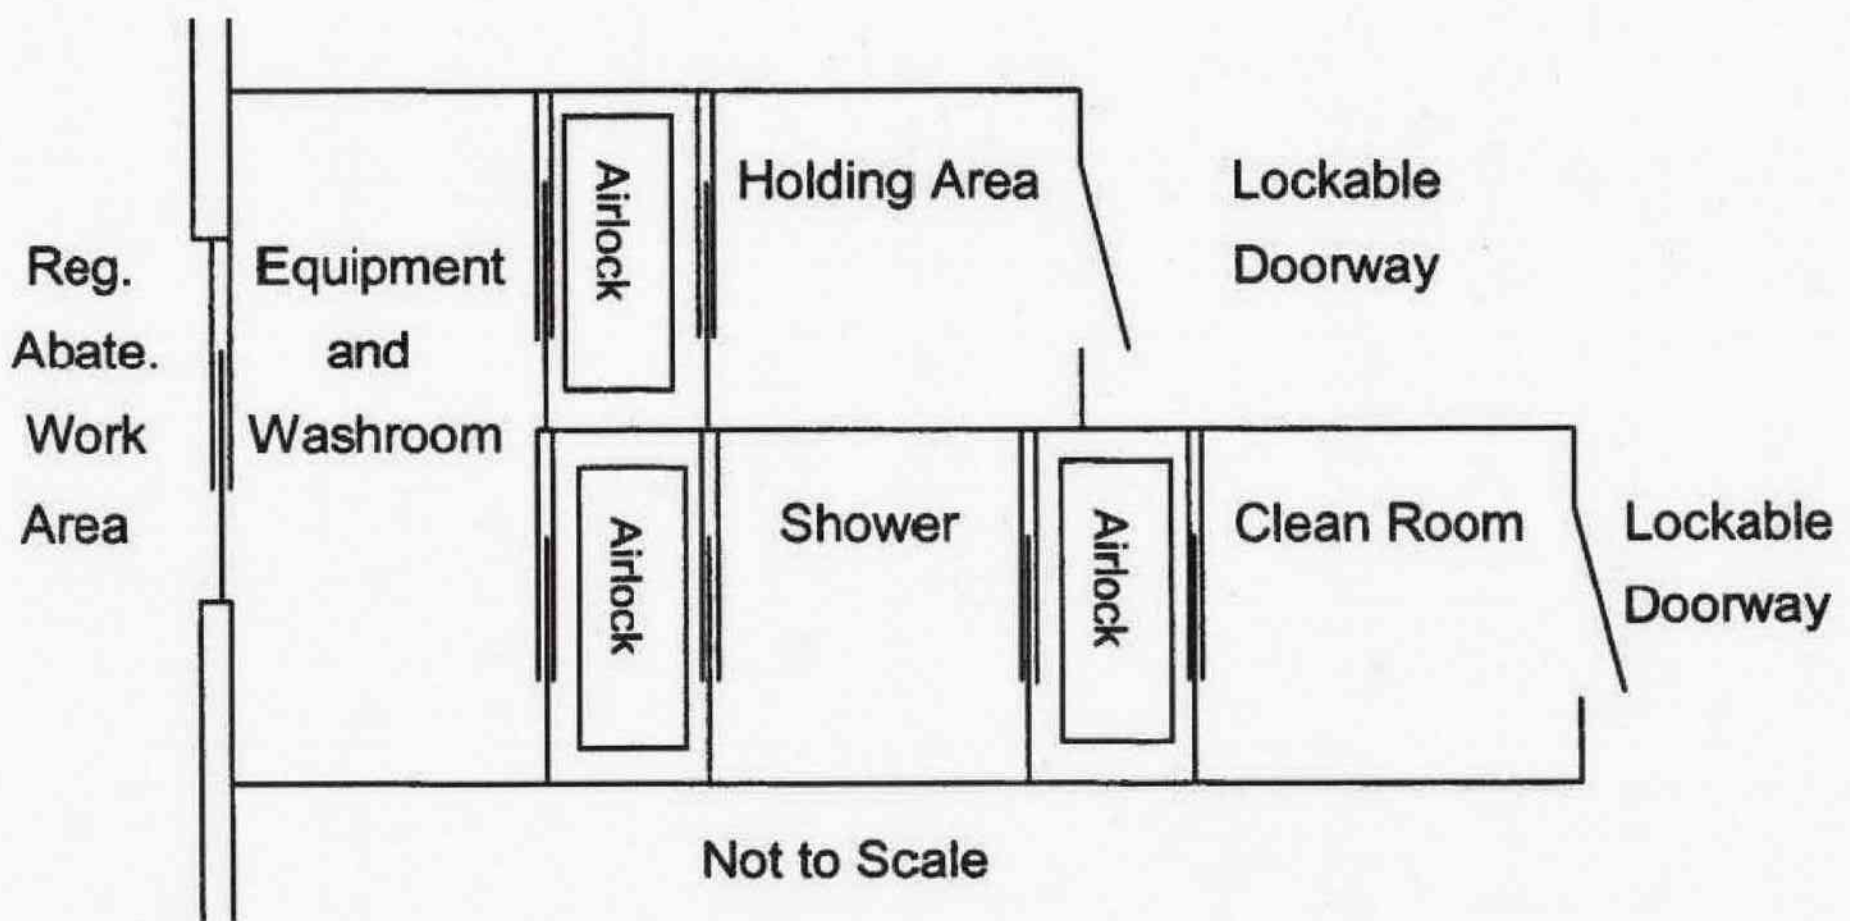 Reg.
Abate.
Work
Area
Equipment
and
Washroom
Airlock
Holding Area
Lockable
Doorway
Airlock
Shower
Airlock
Clean Room
Lockable
Doorway
Not to Scale